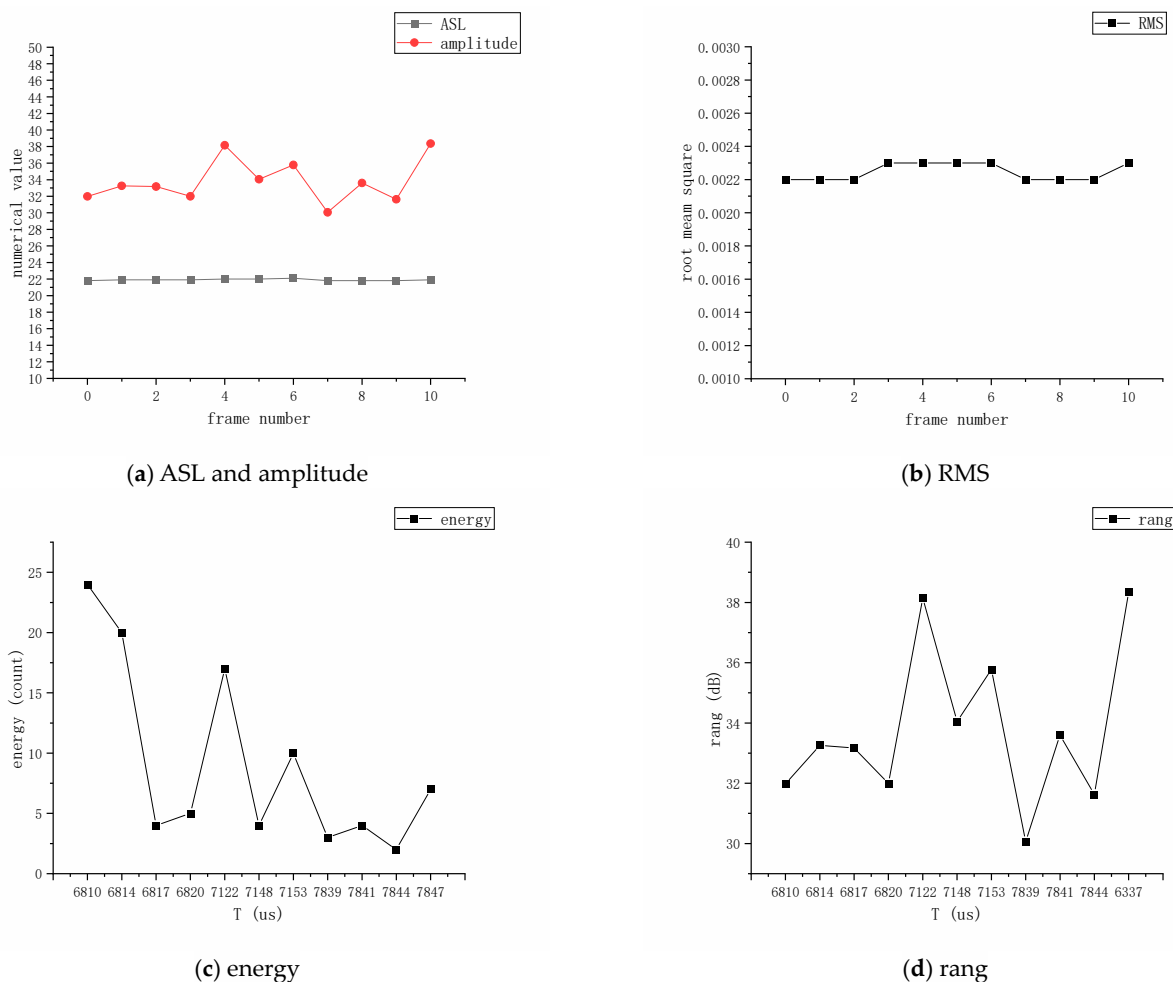 ASL
amplitude
50
48
46
44
42
40
38
36
34
32
30
28
26
24
22
20
18
16
14
12
10
numerical value
0 2 4 6 8 10
frame number
(a) ASL and amplitude
RMS
0.0030
0.0028
0.0026
0.0024
0.0022
0.0020
0.0018
0.0016
0.0014
0.0012
0.0010
root meam square
0 2 4 6 8 10
frame number
(b) RMS
energy
25
20
15
10
5
0
energy (count)
6810 6814 6817 6820 7122 7148 7153 7839 7841 7844 7847
T (us)
(c) energy
rang
40
38
36
34
32
30
rang (dB)
6810 6814 6817 6820 7122 7148 7153 7839 7841 7844 6337
T (us)
(d) rang